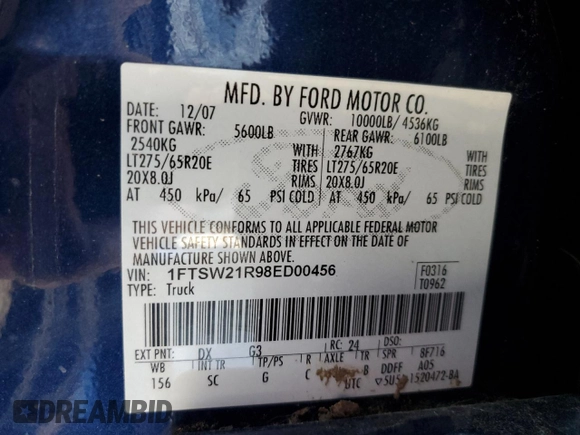 MFD. BY FORD MOTOR CO.
DATE: 12/07 GVWR: 10000LB/ 4536KG
FRONT GAWR: 5600LB REAR GAWR: 6100LB
2540KG WITH 2767KG WITH
LT275/65R20E TIRES LT275/65R20E TIRES
20X8.0J RIMS 20X8.0J RIMS
AT 450 kPa/ 65 PSI COLD AT 450 kPa/ 65 PSI COLD
THIS VEHICLE CONFORMS TO ALL APPLICABLE FEDERAL MOTOR
VEHICLE SAFETY STANDARDS IN EFFECT ON THE DATE OF
MANUFACTURE SHOWN ABOVE.
VIN: 1FTSW21R98ED00456 F0316
TYPE: Truck T0962
EXT PNT: DX G3 RC: 24 DSO:
WB INT TR TP/PS R AXLE TR SPR 8F716
156 SC G C B DDFF A05
UTC 1520472-BA
DREAMBID